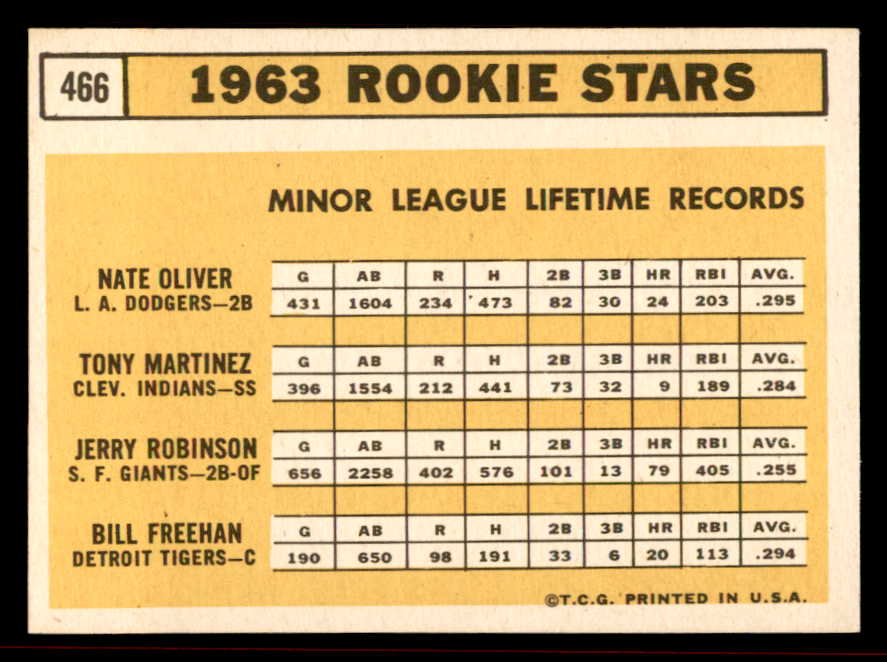 466 1963 ROOKIE STARS
MINOR LEAGUE LIFETIME RECORDS
NATE OLIVER G AB R H 2B 3B HR RBI AVG.
L. A. DODGERS—2B 431 1604 234 473 82 30 24 203 .295
TONY MARTINEZ G AB R H 2B 3B HR RBI AVG.
CLEV. INDIANS—SS 396 1554 212 441 73 32 9 189 .284
JERRY ROBINSON G AB R H 2B 3B HR RBI AVG.
S. F. GIANTS—2B-OF 656 2258 402 576 101 13 79 405 .255
BILL FREEHAN G AB R H 2B 3B HR RBI AVG.
DETROIT TIGERS—C 190 650 98 191 33 6 20 113 .294
©T.C.G. PRINTED IN U.S.A.